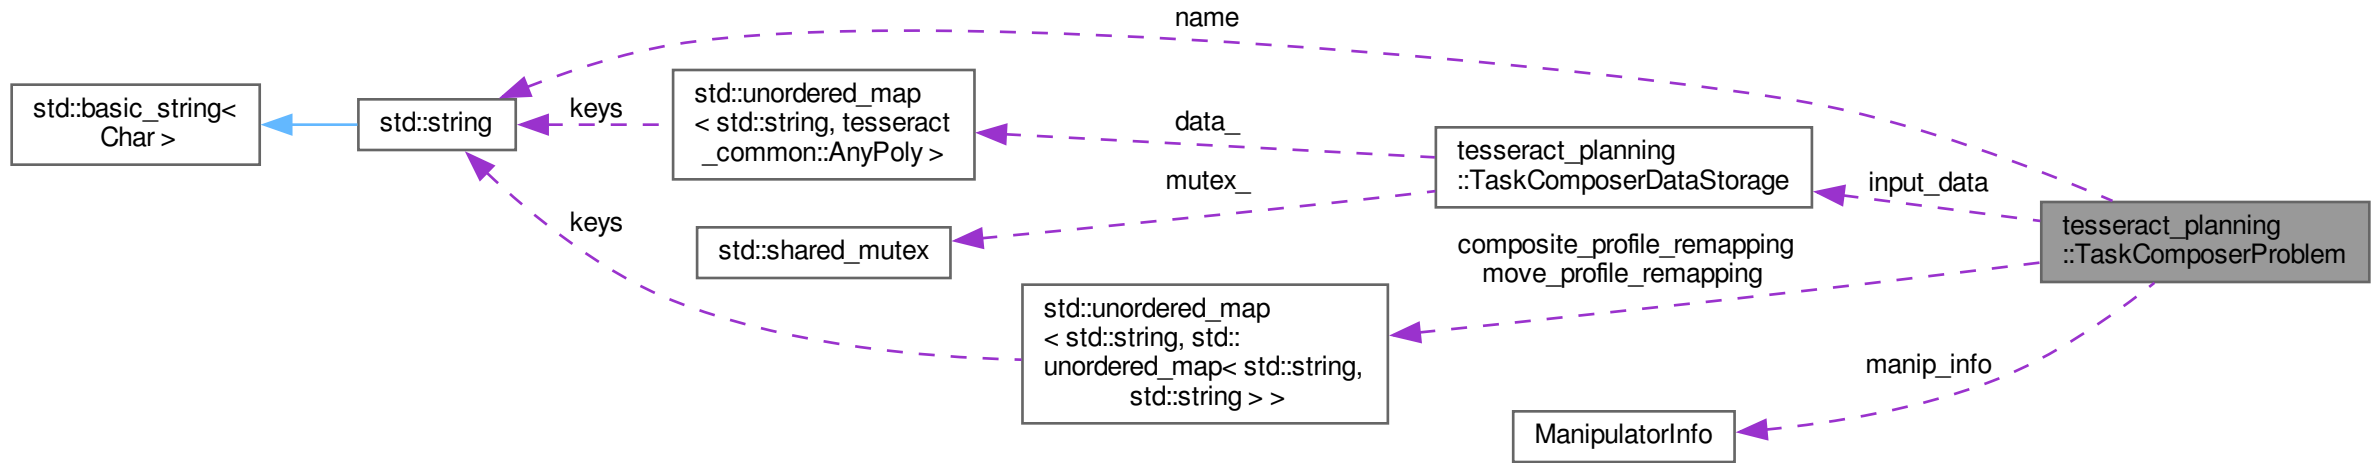 name
std::basic_string<
Char >
std::string
keys
std::unordered_map
< std::string, tesseract
_common::AnyPoly >
data_
mutex_
tesseract_planning
::TaskComposerDataStorage
input_data
tesseract_planning
::TaskComposerProblem
keys
std::shared_mutex
composite_profile_remapping
move_profile_remapping
std::unordered_map
< std::string, std::
unordered_map< std::string,
std::string > >
manip_info
ManipulatorInfo